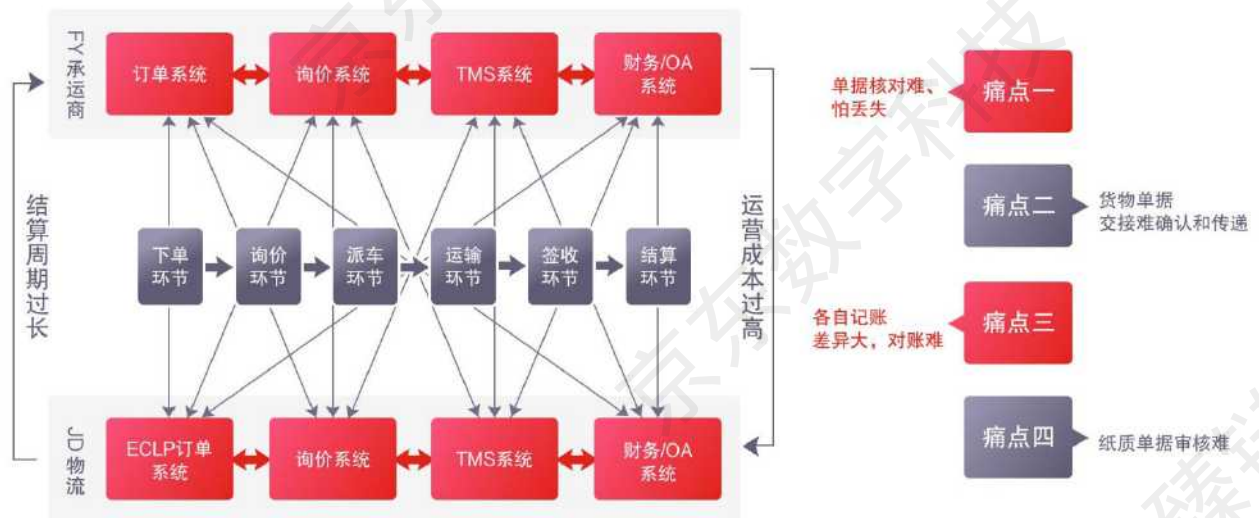 FY承运商
订单系统
询价系统
TMS系统
财务/OA
系统
结算周期过长
下单
环节
询价
环节
派车
环节
运输
环节
签收
环节
结算
环节
运营成本过高
JD物流
ECLP订单
系统
询价系统
TMS系统
财务/OA
系统
单据核对难、
怕丢失
痛点一
痛点二
货物单据
交接难确认和传递
各自记账
差异大，对账难
痛点三
痛点四
纸质单据审核难
京东数字科技